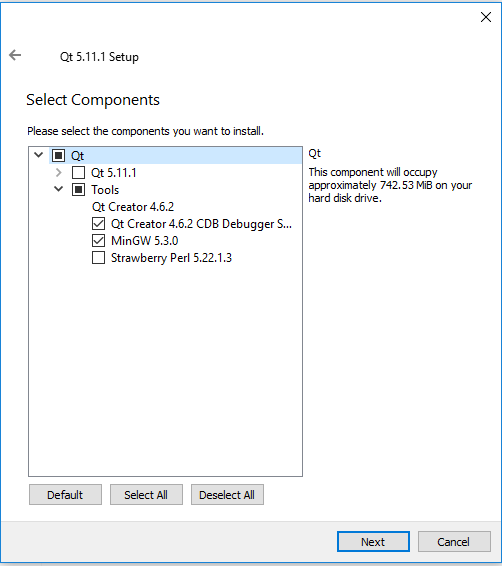 Qt 5.11.1 Setup
Select Components
Please select the components you want to install.
Qt
Qt 5.11.1
Tools
Qt Creator 4.6.2
Qt Creator 4.6.2 CDB Debugger S...
MinGW 5.3.0
Strawberry Perl 5.22.1.3
Qt
This component will occupy
approximately 742.53 MiB on your
hard disk drive.
Default
Select All
Deselect All
Next
Cancel